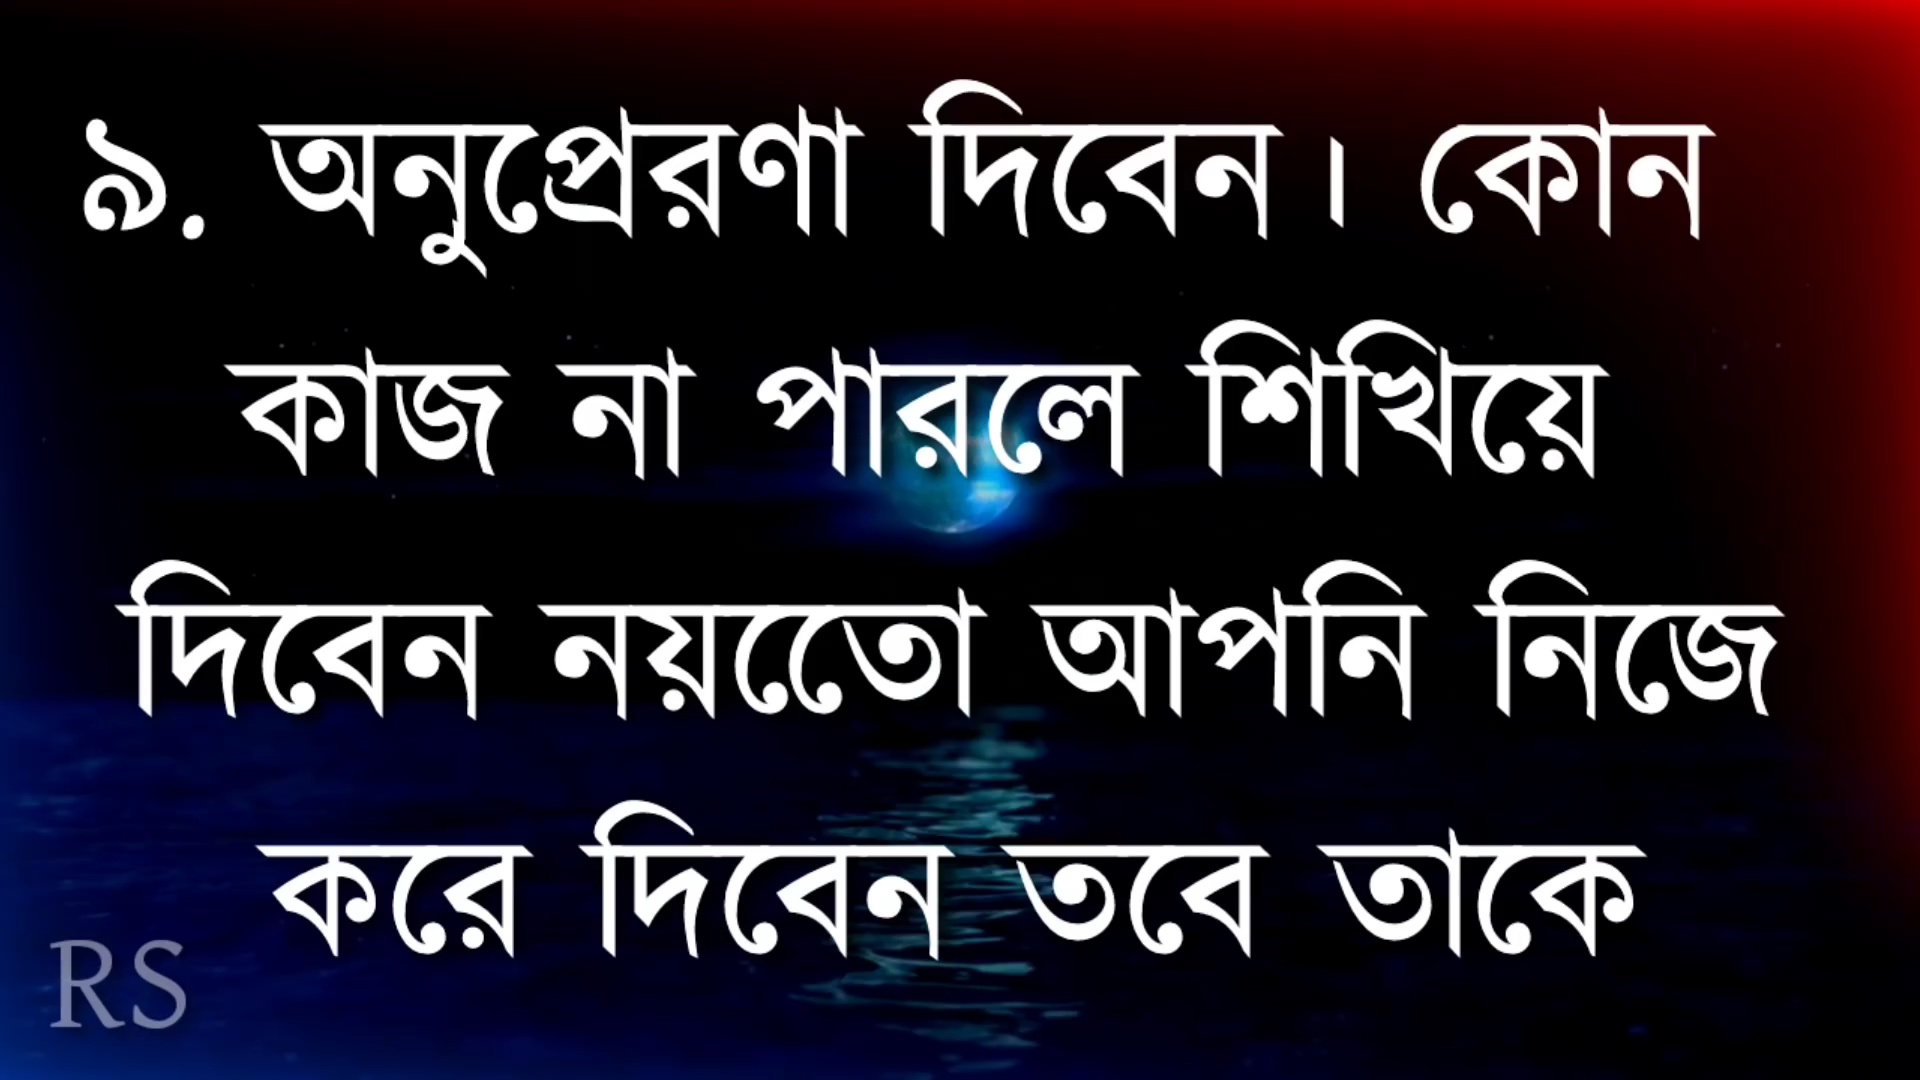 ৯. অনুপ্রেরণা দিবেন। কোন
কাজ না পারলে শিখিয়ে
দিবেন নয়তোে আপনি নিজে
করে দিবেন তবে তাকে
RS